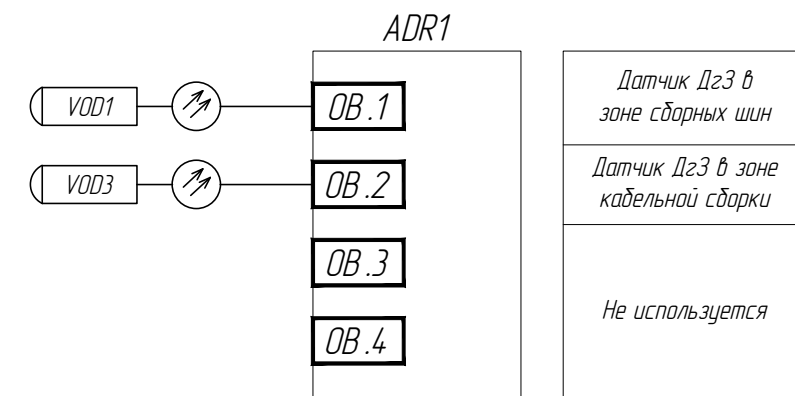 ADR1
VOD1
OB.1
Датчик ДгЗ в
зоне сборных шин
VOD3
OB.2
Датчик ДгЗ в зоне
кабельной сборки
OB.3
OB.4
Не используется